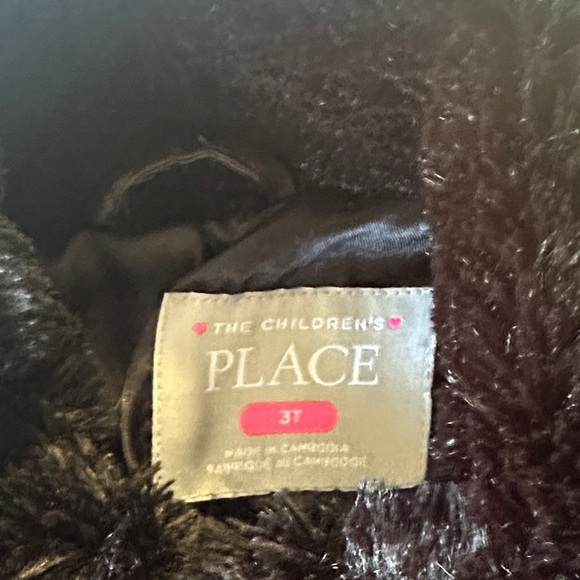 THE CHILDREN'S
PLACE
3T
MADE IN CAMBODIA
FABRIQUÉ AU CAMBODGE